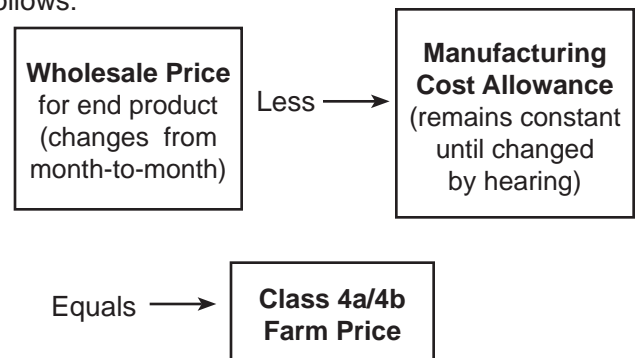 ollows:
Wholesale Price
for end product
(changes from
month-to-month)
Less
Manufacturing
Cost Allowance
(remains constant
until changed
by hearing)
Equals
Class 4a/4b
Farm Price